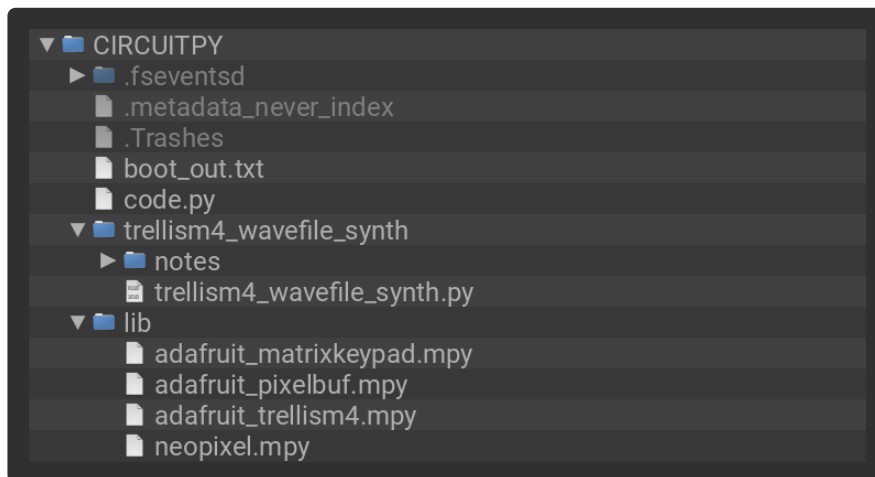 CIRCUITPY
.fseventsd
.metadata_never_index
.Trashes
boot_out.txt
code.py
trellism4_wavefile_synth
notes
trellism4_wavefile_synth.py
lib
adafruit_matrixkeypad.mpy
adafruit_pixelbuf.mpy
adafruit_trellism4.mpy
neopixel.mpy